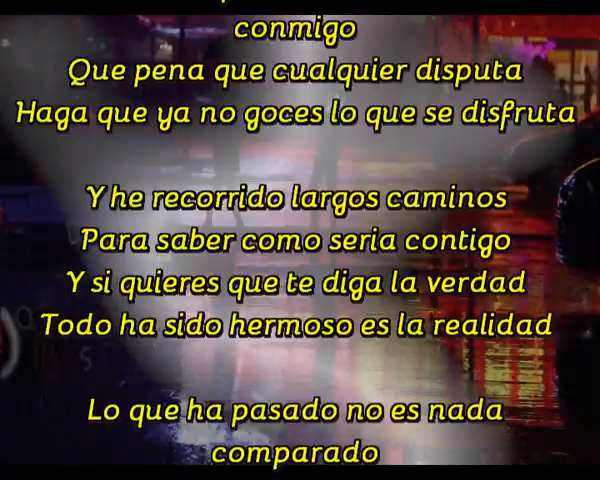 conmigo
Que pena que cualquier disputa
Haga que ya no goces lo que se disfruta
Y he recorrido largos caminos
Para saber como seria contigo
Y si quieres que te diga la verdad
Todo ha sido hermoso es la realidad
Lo que ha pasado no es nada
comparado